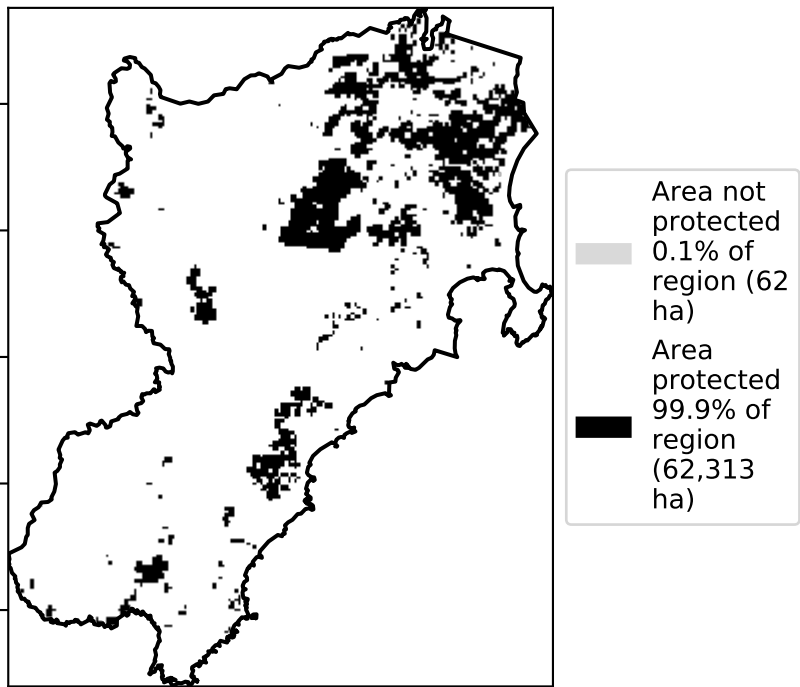 Area not
protected
0.1% of
region (62
ha)
Area
protected
99.9% of
region
(62,313
ha)